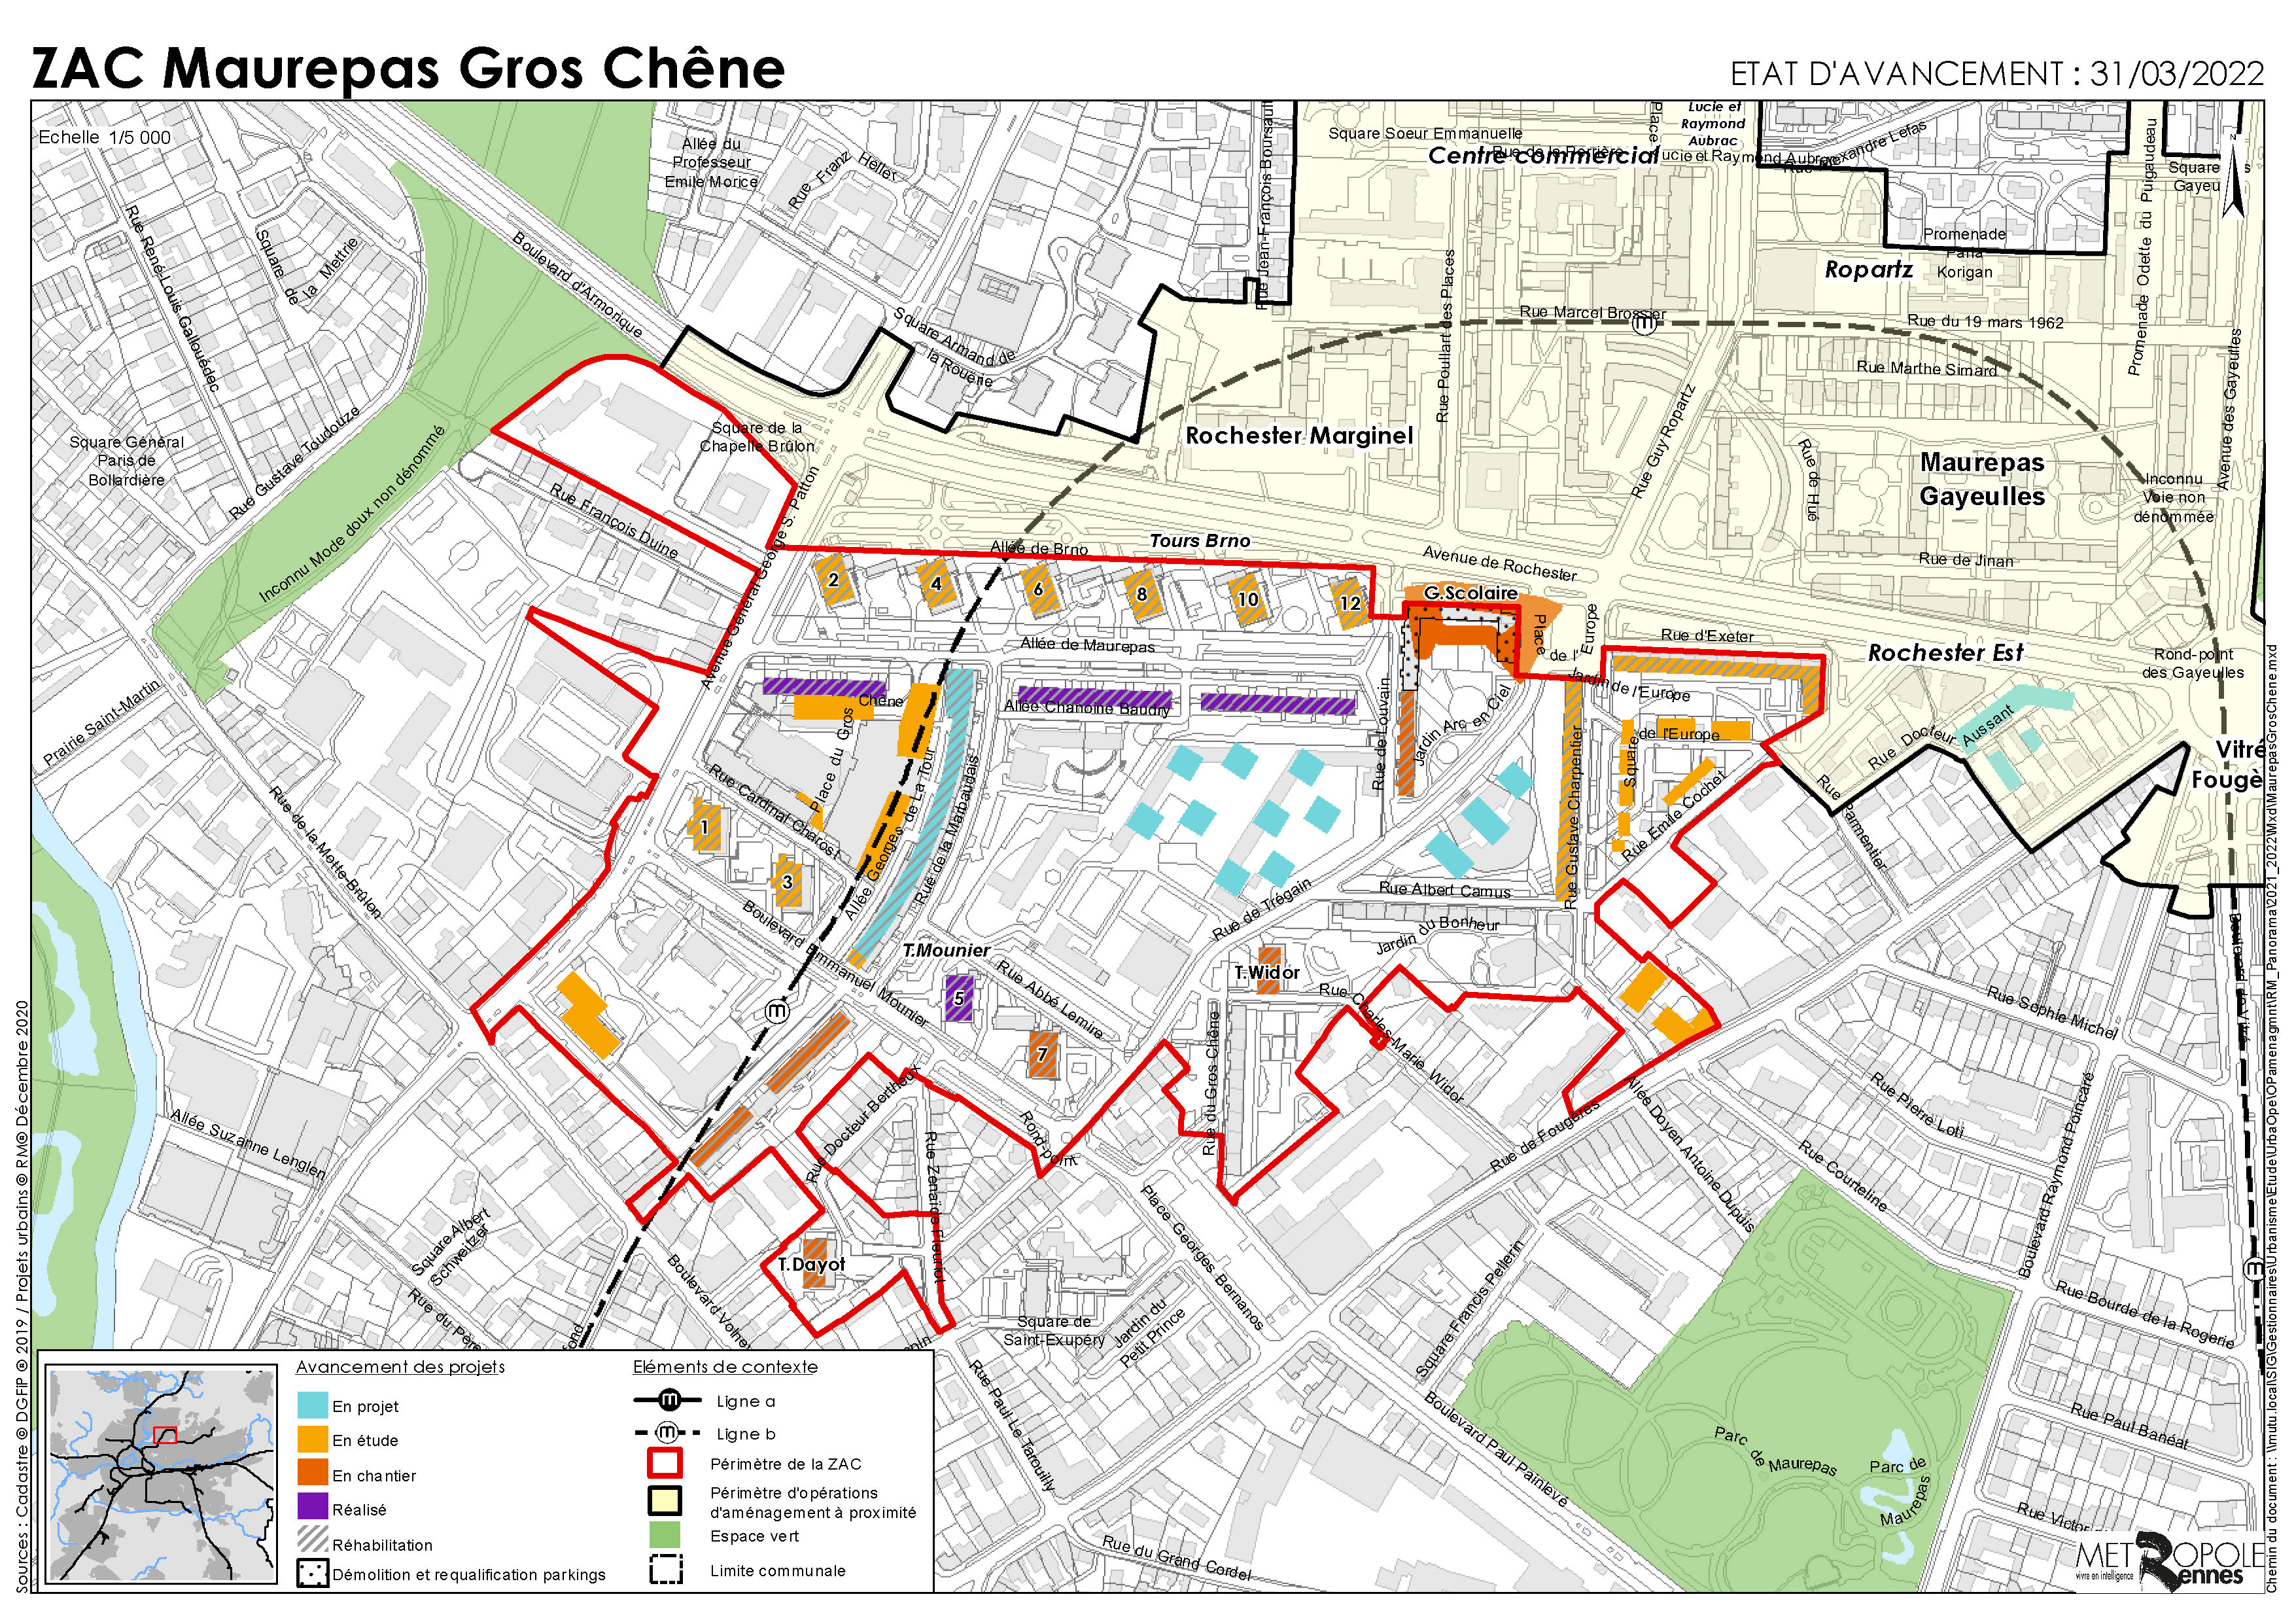 ZAC Maurepas Gros Chêne
ETAT D'AVANCEMENT : 31/03/2022
Echelle 1/5 000
Allée du
Professeur
Emile Morice
Rue Franz Heller
Rue Jean-François Boursault
Square Soeur Emmanuelle
Centre commercial
Rue de la Perrière
Place
Lucie et
Raymond
Aubrac
Lucie et Raymond Aubrac
Rue Alexandre Lefas
Promenade Odette du Puigaudeau
Square
Gayeu
Promenade
Korigan
Ropartz
Rue René-Louis Gallouédec
Square de
la Mettrie
Boulevard d'Armorique
Square Armand de
la Rouërie
Rue Poullart des Places
Rue Marcel Brossier
m
Rue du 19 mars 1962
Rue Marthe Simard
Avenue des Gayeulles
Square Général
Paris de
Bollardière
Rue Gustave Toudouze
Inconnu Mode doux non dénommé
Square de la
Chapelle Brûlon
Rochester Marginel
Rue Guy Ropartz
Rue de Hué
Maurepas
Gayeulles
Inconnu
Voie non
dénommée
Rue François Duine
Avenue Général George S. Patton
Allée de Brno
Tours Brno
Avenue de Rochester
Rue de Jinan
2
4
6
8
10
12
G.Scolaire
Place
de l'
Europe
Rue d'Exeter
Rochester Est
Rond-point
des Gayeulles
Allée de Maurepas
Jardin de l'Europe
Prairie Saint-Martin
Place du Gros
Chêne
Allée Chanoine Baudry
Rue de Louvain
Jardin Arc en Ciel
Rue Gustave Charpentier
Square
de l'Europe
Rue Docteur
Aussant
Vitré
Fougè
Rue Cardinal Charost
Allée Georges de La Tour
Rue de la Marbaudais
Rue Emile Cochet
Rue Parmentier
1
3
Rue de la Motte Brûlon
Boulevard Emmanuel Mounier
T.Mounier
5
Rue Abbé Lemire
7
Rue de Trégain
Rue Albert Camus
Jardin du Bonheur
T.Widor
Rue Charles-Marie Widor
Rue Sophie Michel
Boulevard de Vitré
m
Rue du Gros Chêne
Rue Docteur Bertheux
Rue Zenaïde Fleuriot
Rond-point
Rue de Fougères
Allée Doyen Antoine Dupuis
Rue Pierre Loti
Rue Courteline
Boulevard Raymond Poincaré
Allée Suzanne Lenglen
Square Albert
Schweitzer
Rue du Père
Boulevard Volney
T.Dayot
Place Georges Bernanos
Square de
Saint-Exupéry
Jardin du
Petit Prince
Square Francis Pellerin
m
Rue Bourde de la Rogerie
Rue Paul Le Tarouilly
Boulevard Paul Painlevé
Rue Paul Banéat
Parc
de Maurepas
Parc de
Maurepas
Rue Victor
Rue du Grand Cordel
Avancement des projets
En projet
En étude
En chantier
Réalisé
Réhabilitation
Démolition et requalification parkings
Eléments de contexte
m Ligne a
m Ligne b
Périmètre de la ZAC
Périmètre d'opérations
d'aménagement à proximité
Espace vert
Limite communale
METROPOLE
Rennes
vivre en intelligence
N
Sources : Cadastre © DGFIP ® 2019 / Projets urbains © RM® Décembre 2020
Chemin du document : \\mutu.local\SIG\Gestionnaires\Urbanisme\Etude\UrbaOpe\OPamenagmnt\RM_Panorama\2021_2022\Mxd\MaurepasGrosChene.mxd